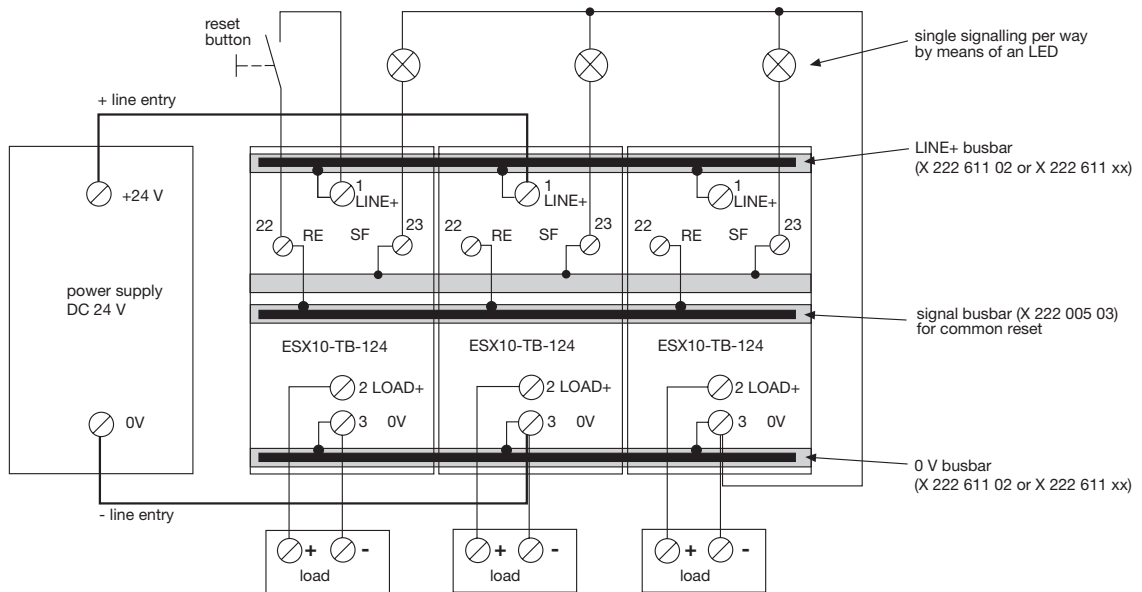 reset
button
single signalling per way
by means of an LED
+ line entry
LINE+ busbar
(X 222 611 02 or X 222 611 xx)
+24 V
1
LINE+
1
LINE+
1
LINE+
22
RE
SF
23
22
RE
SF
23
22
RE
SF
23
power supply
DC 24 V
signal busbar (X 222 005 03)
for common reset
ESX10-TB-124
ESX10-TB-124
ESX10-TB-124
2 LOAD+
2 LOAD+
2 LOAD+
0V
3 0V
3 0V
3 0V
0 V busbar
(X 222 611 02 or X 222 611 xx)
- line entry
+ -
load
+ -
load
+ -
load